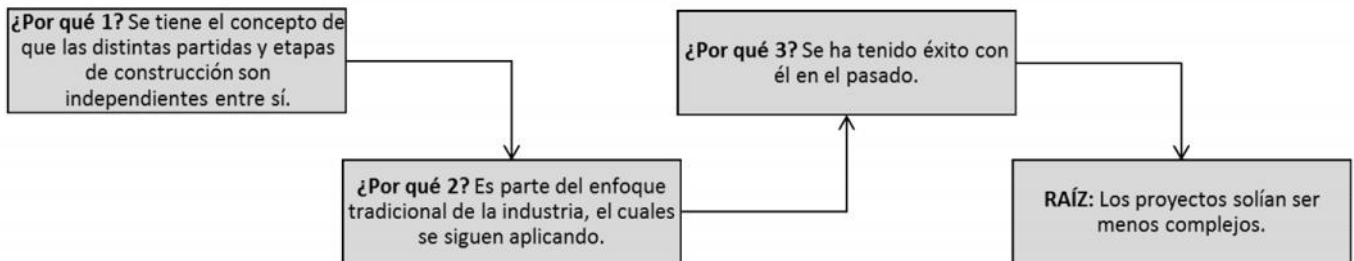 ¿Por qué 1? Se tiene el concepto de
que las distintas partidas y etapas
de construcción son
independientes entre sí.
¿Por qué 2? Es parte del enfoque
tradicional de la industria, el cuales
se siguen aplicando.
¿Por qué 3? Se ha tenido éxito con
él en el pasado.
RAÍZ: Los proyectos solían ser
menos complejos.